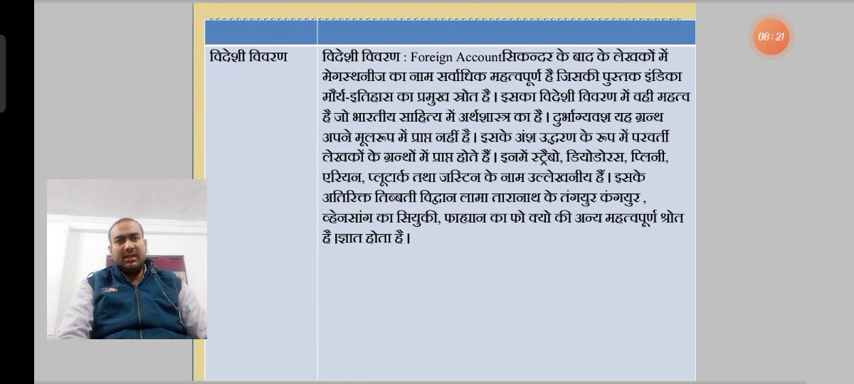 08:21
विदेशी विवरण
विदेशी विवरण : Foreign Accountसिकन्दर के बाद के लेखकों में
मेगस्थनीज का नाम सर्वाधिक महत्वपूर्ण है जिसकी पुस्तक इंडिका
मौर्य-इतिहास का प्रमुख स्रोत है। इसका विदेशी विवरण में वही महत्व
है जो भारतीय साहित्य में अर्थशास्त्र का है। दुर्भाग्यवश यह ग्रन्थ
अपने मूलरूप में प्राप्त नहीं है। इसके अंश उद्धरण के रूप में परवर्ती
लेखकों के ग्रन्थों में प्राप्त होते हैं। इनमें स्ट्रैबो, डियोडोरस, प्लिनी,
एरियन, प्लूटार्क तथा जस्टिन के नाम उल्लेखनीय हैं। इसके
अतिरिक्त तिब्बती विद्वान लामा तारानाथ के तंगयुर कंगयुर ,
व्हेनसांग का सियुकी, फाह्यान का फो क्यो की अन्य महत्वपूर्ण श्रोत
है।ज्ञात होता है।